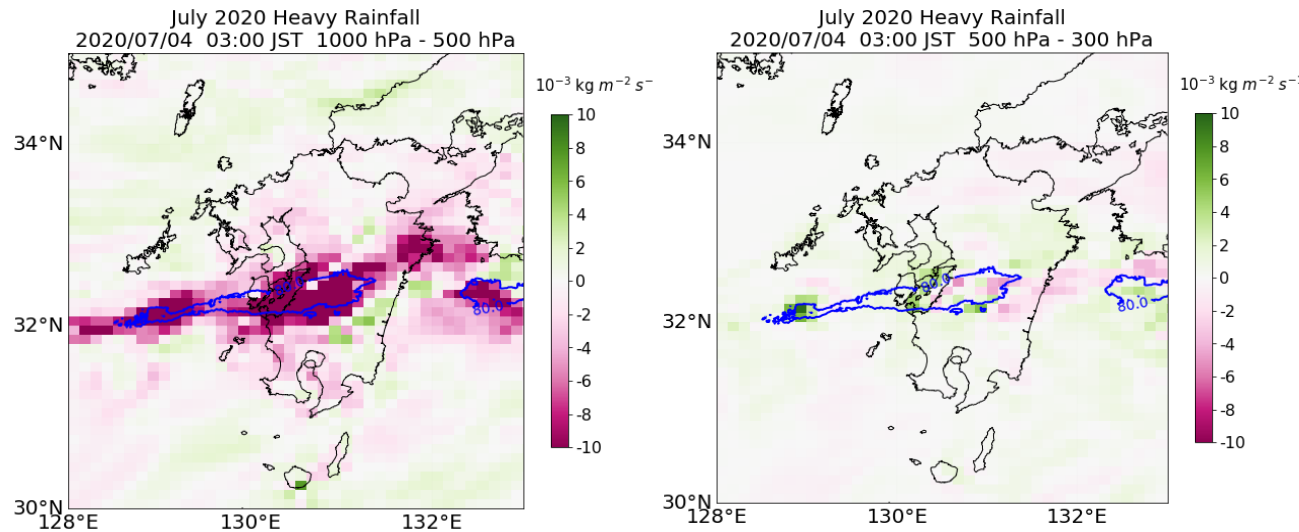 July 2020 Heavy Rainfall
2020/07/04 03:00 JST 1000 hPa - 500 hPa
10⁻³ kg m⁻² s⁻
34°N
32°N
30°N
128°E
130°E
132°E
80.0
80.0
10
8
6
4
2
0
-2
-4
-6
-8
-10
July 2020 Heavy Rainfall
2020/07/04 03:00 JST 500 hPa - 300 hPa
10⁻³ kg m⁻² s⁻
34°N
32°N
30°N
128°E
130°E
132°E
80.0
80.0
10
8
6
4
2
0
-2
-4
-6
-8
-10